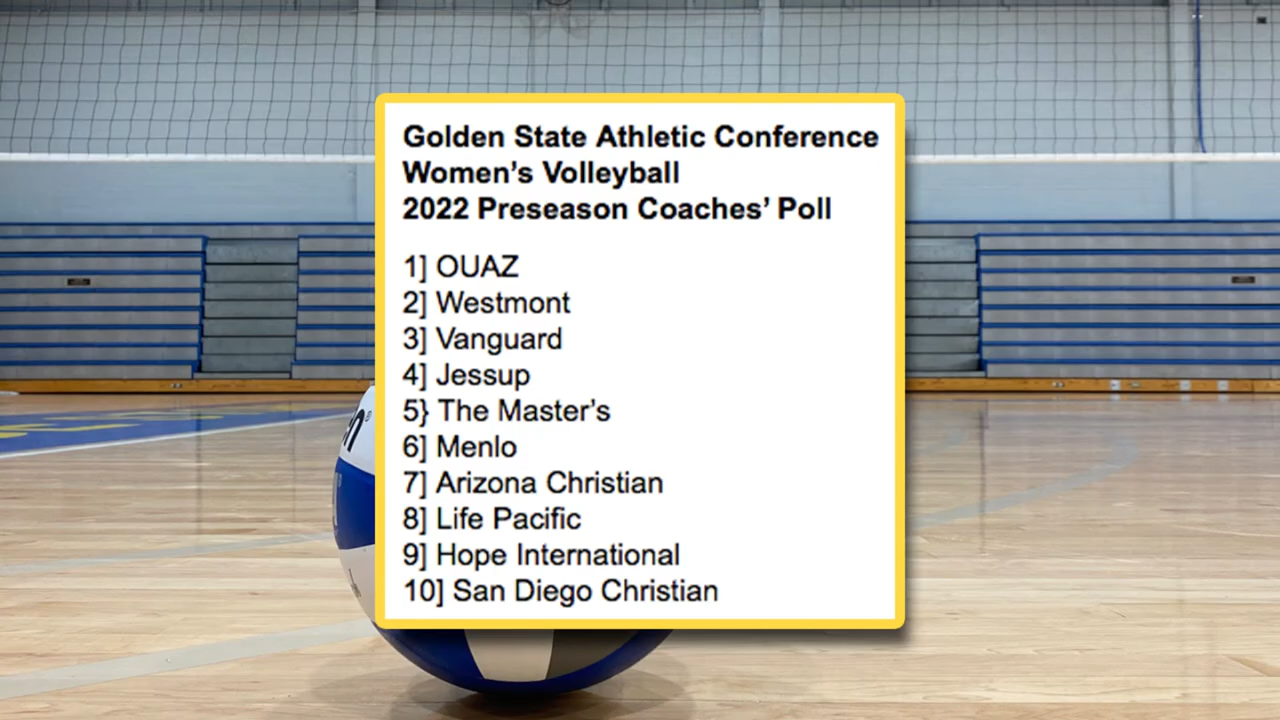 Golden State Athletic Conference
Women’s Volleyball
2022 Preseason Coaches’ Poll
1] OUAZ
2] Westmont
3] Vanguard
4] Jessup
5} The Master’s
6] Menlo
7] Arizona Christian
8] Life Pacific
9] Hope International
10] San Diego Christian